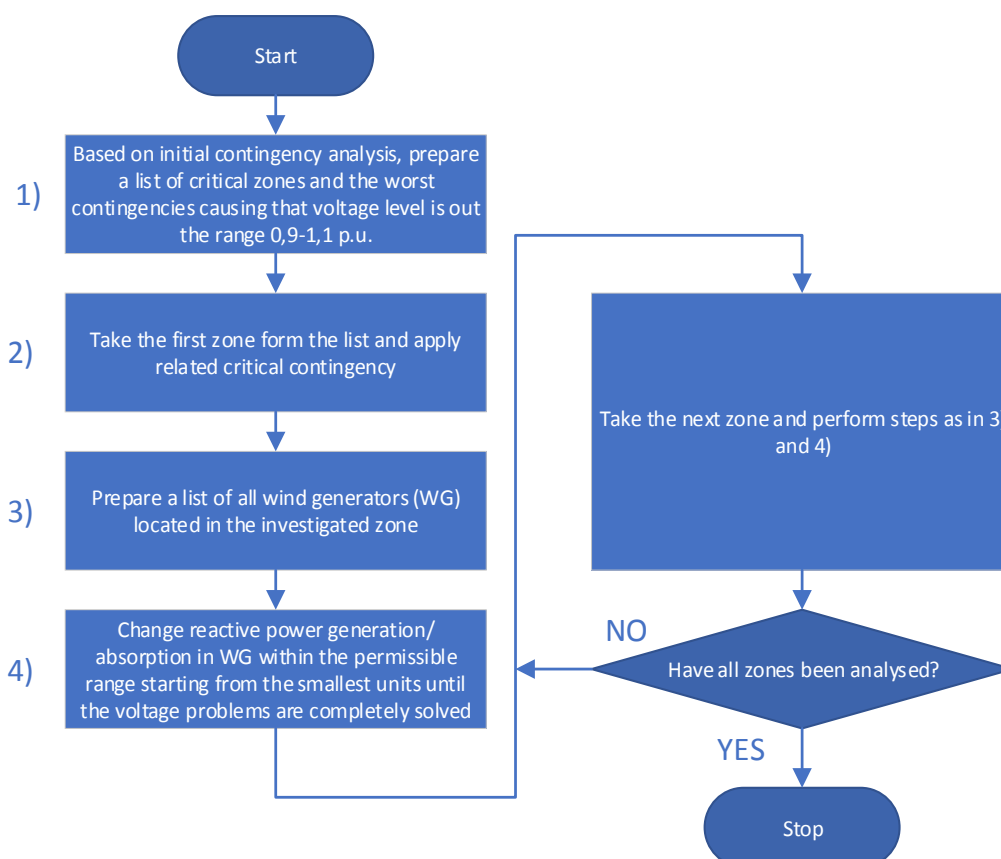 Start
1)
Based on initial contingency analysis, prepare
a list of critical zones and the worst
contingencies causing that voltage level is out
the range 0,9-1,1 p.u.
2)
Take the first zone form the list and apply
related critical contingency
3)
Prepare a list of all wind generators (WG)
located in the investigated zone
4)
Change reactive power generation/
absorption in WG within the permissible
range starting from the smallest units until
the voltage problems are completely solved
Take the next zone and perform steps as in 3
and 4)
NO
Have all zones been analysed?
YES
Stop